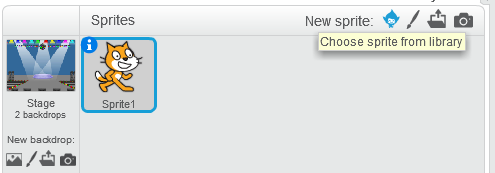 Sprites
New sprite:
Choose sprite from library
i
Sprite1
Stage
2 backdrops
New backdrop: